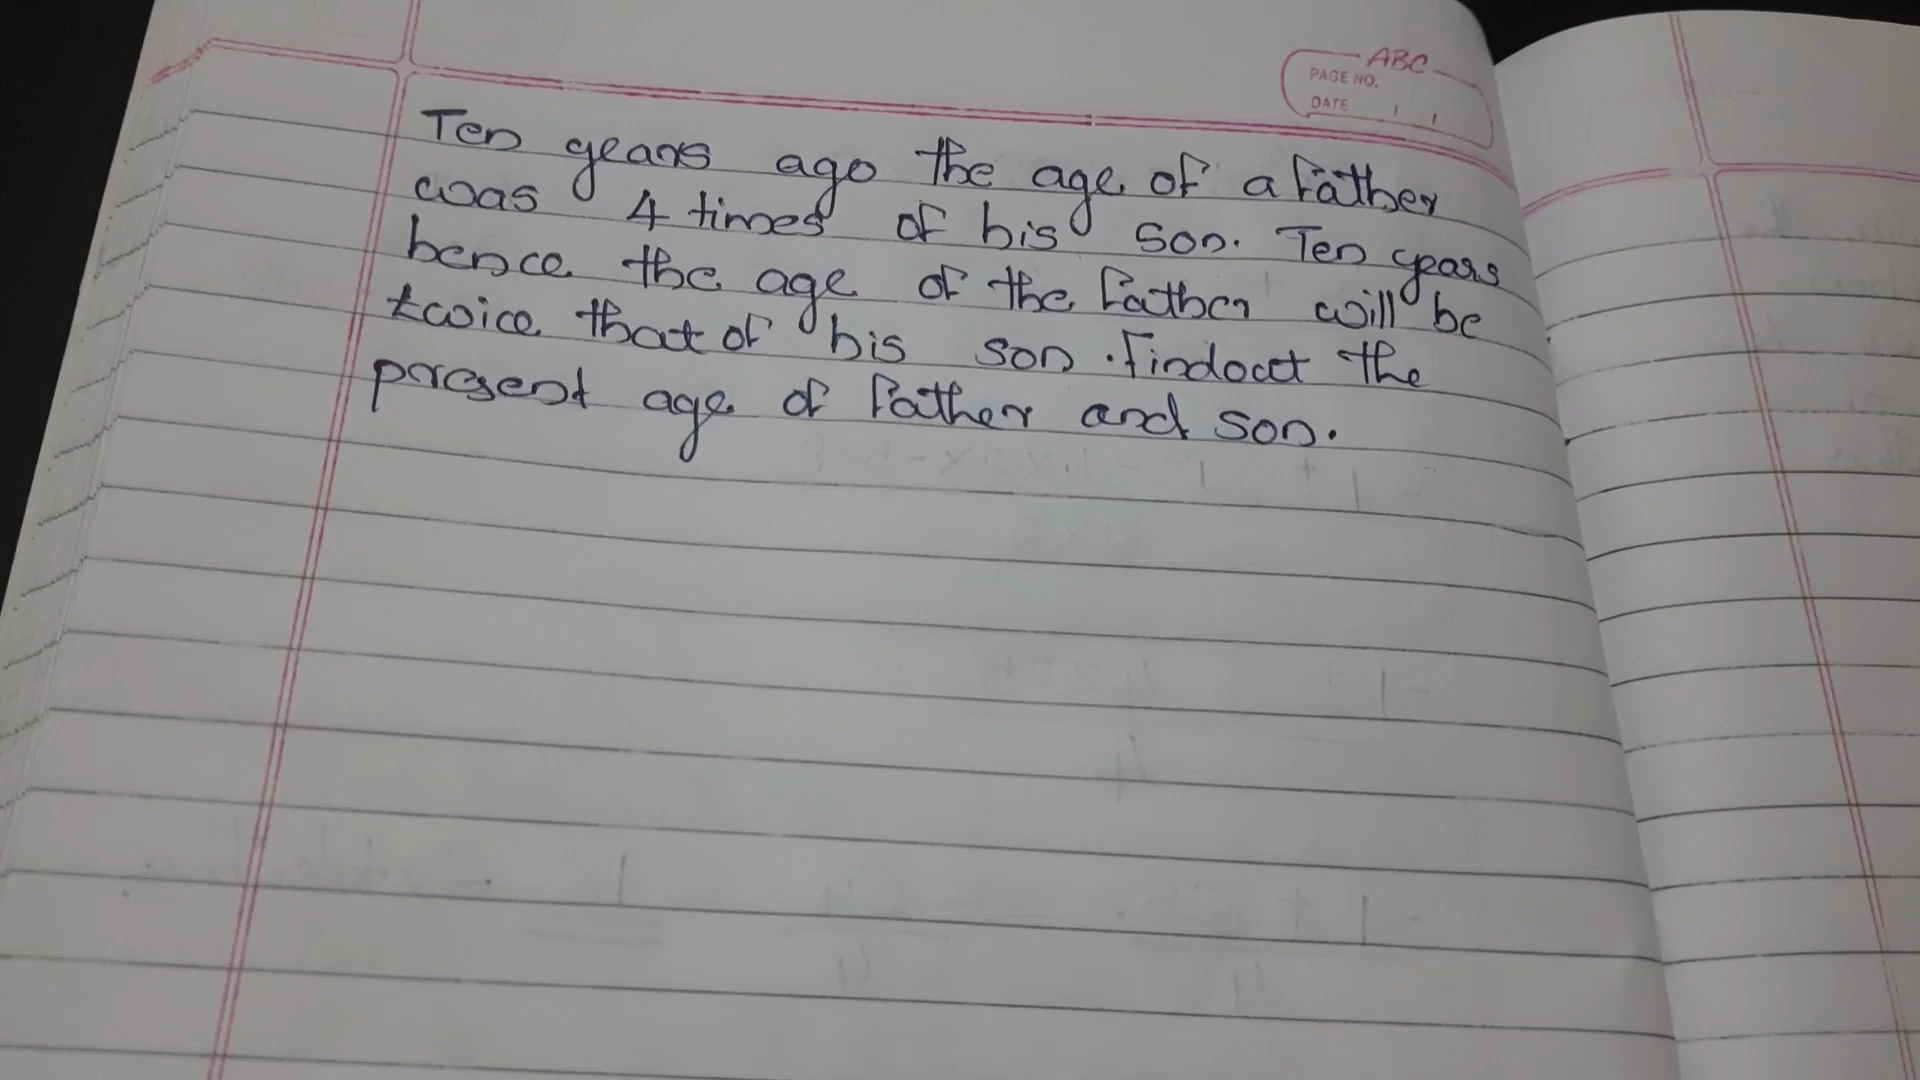 ABC
PAGE NO.
DATE / /
Ten years ago the age of a father
was 4 times of his son. Ten years
hence the age of the father will be
twice that of his son. Findout the
present age of father and son.